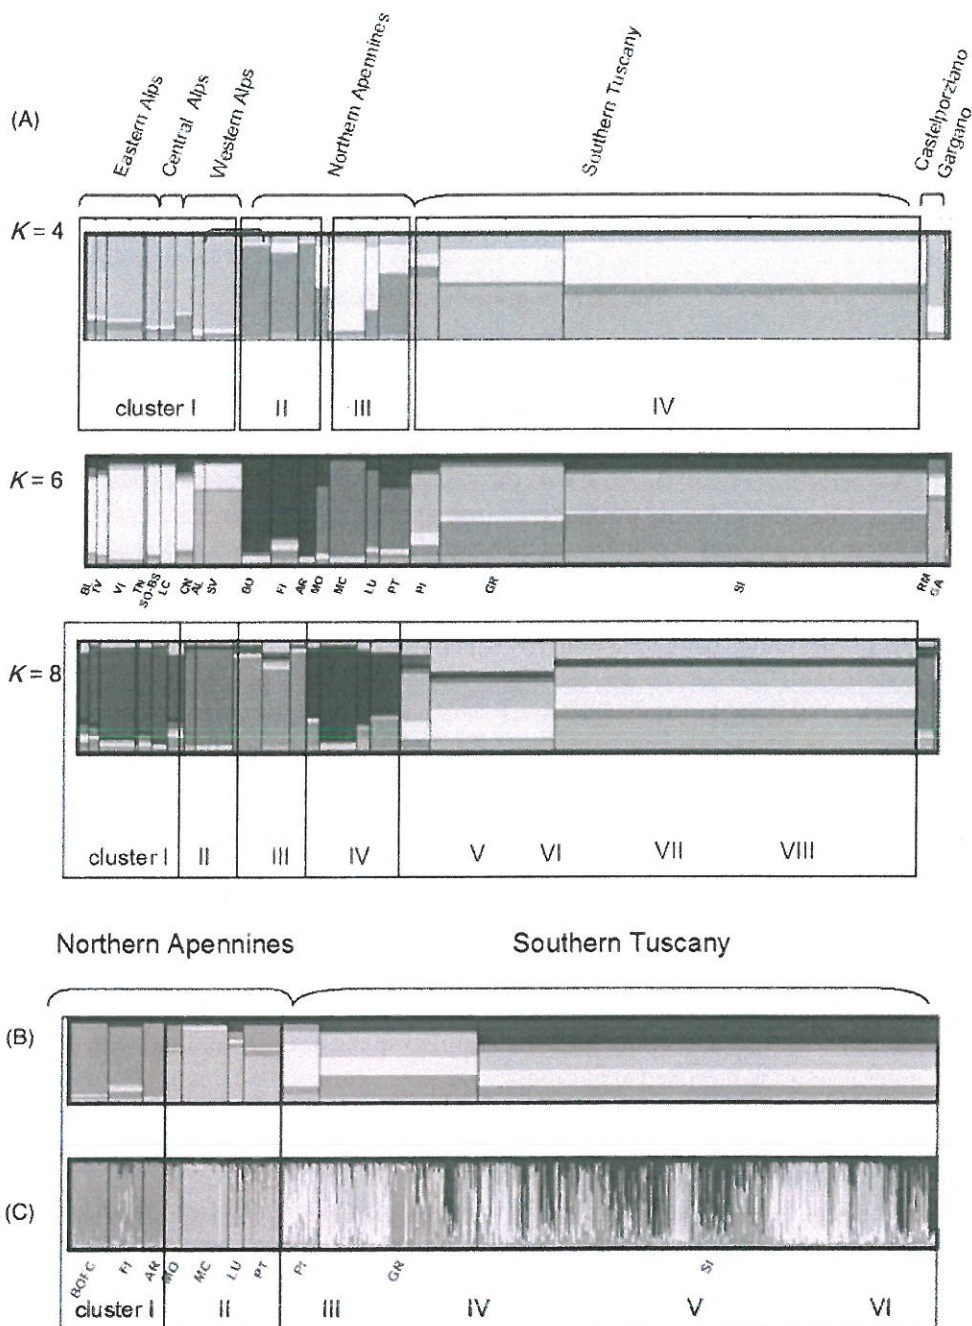 Eastern Alps
Central Alps
Western Alps
Northern Apennines
Southern Tuscany
Castelporziano
Gargano
(A)
K = 4
cluster I II III IV
K = 6
BL TV VI TN SO-BS LC CN AL SV BO FI AR MO MC LU PT PI GR SI RM GA
K = 8
cluster I II III IV V VI VII VIII
Northern Apennines Southern Tuscany
(B)
(C)
BOFC FI AR MO MC LU PT PI GR SI
cluster I II III IV V VI